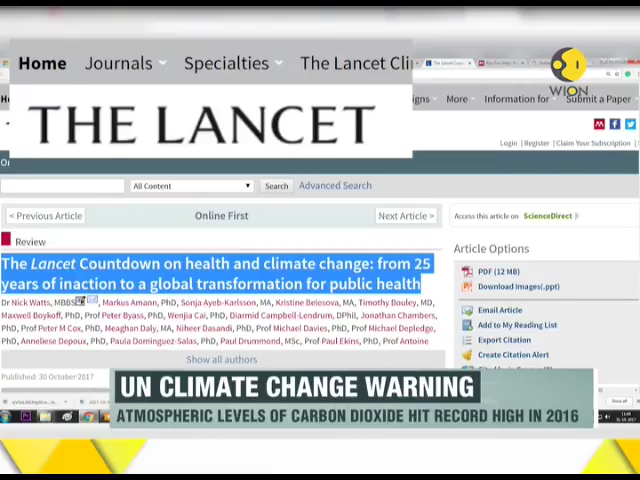 Home Journals Specialties The Lancet Cli
WION
THE LANCET
igns More Information for Submit a Paper
Login | Register | Claim Your Subscription |
All Content Search Advanced Search
< Previous Article Online First Next Article >
Access this article on ScienceDirect
Review
Article Options
The Lancet Countdown on health and climate change: from 25
years of inaction to a global transformation for public health
PDF (12 MB)
Download Images(.ppt)
Dr Nick Watts, MBBS, Markus Amann, PhD, Sonja Ayeb-Karlsson, MA, Kristine Belesova, MA, Timothy Bouley, MD,
Maxwell Boykoff, PhD, Prof Peter Byass, PhD, Wenjia Cai, PhD, Diarmid Campbell-Lendrum, DPhil, Jonathan Chambers,
PhD, Prof Peter M Cox, PhD, Meaghan Daly, MA, Niheer Dasandi, PhD, Prof Michael Davies, PhD, Prof Michael Depledge,
PhD, Anneliese Depoux, PhD, Paula Dominguez-Salas, PhD, Paul Drummond, MSc, Prof Paul Ekins, PhD, Prof Antoine
Email Article
Add to My Reading List
Export Citation
Create Citation Alert
Show all authors
Published: 30 October 2017
UN CLIMATE CHANGE WARNING
ATMOSPHERIC LEVELS OF CARBON DIOXIDE HIT RECORD HIGH IN 2016